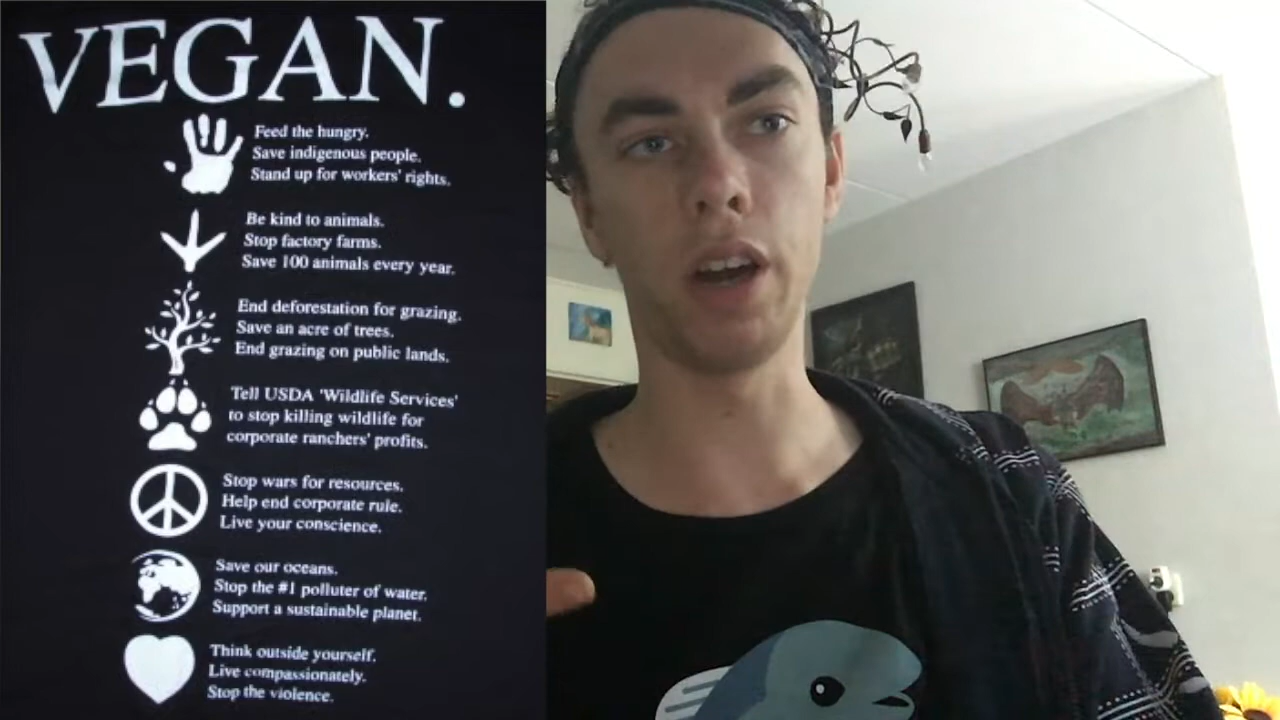 VEGAN.
Feed the hungry.
Save indigenous people.
Stand up for workers' rights.
Be kind to animals.
Stop factory farms.
Save 100 animals every year.
End deforestation for grazing.
Save an acre of trees.
End grazing on public lands.
Tell USDA 'Wildlife Services'
to stop killing wildlife for
corporate ranchers' profits.
Stop wars for resources.
Help end corporate rule.
Live your conscience.
Save our oceans.
Stop the #1 polluter of water.
Support a sustainable planet.
Think outside yourself.
Live compassionately.
Stop the violence.